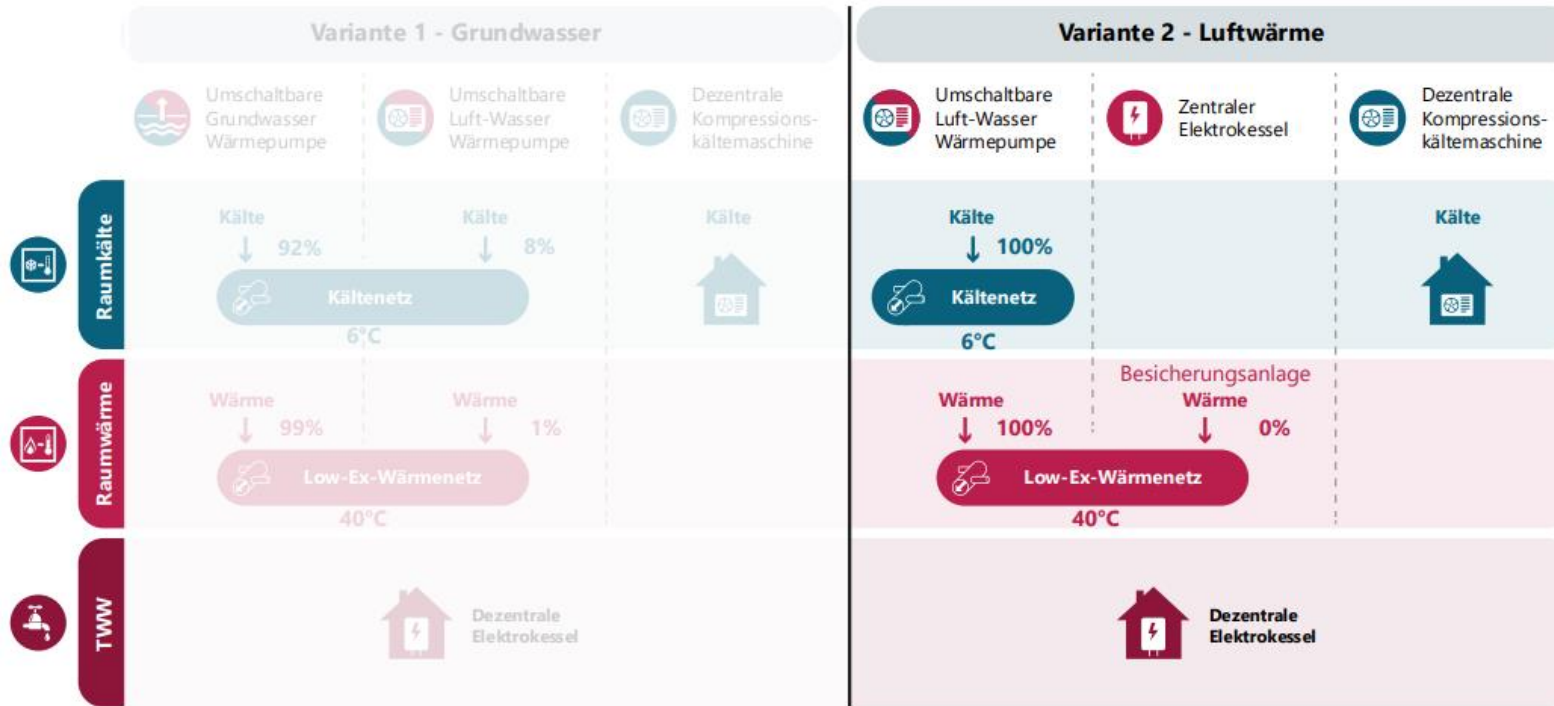 Variante 1 - Grundwasser
Variante 2 - Luftwärme
Umschaltbare
Grundwasser
Wärmepumpe
Umschaltbare
Luft-Wasser
Wärmepumpe
Dezentrale
Kompressions-
kältemaschine
Umschaltbare
Luft-Wasser
Wärmepumpe
Zentraler
Elektrokessel
Dezentrale
Kompressions-
kältemaschine
Raumkälte
Kälte
92%
Kälte
8%
Kältenetz
6°C
Kälte
Kälte
100%
Kältenetz
6°C
Kälte
Raumwärme
Wärme
99%
Wärme
1%
Low-Ex-Wärmenetz
40°C
Wärme
100%
Besicherungsanlage
Wärme
0%
Low-Ex-Wärmenetz
40°C
TWW
Dezentrale
Elektrokessel
Dezentrale
Elektrokessel